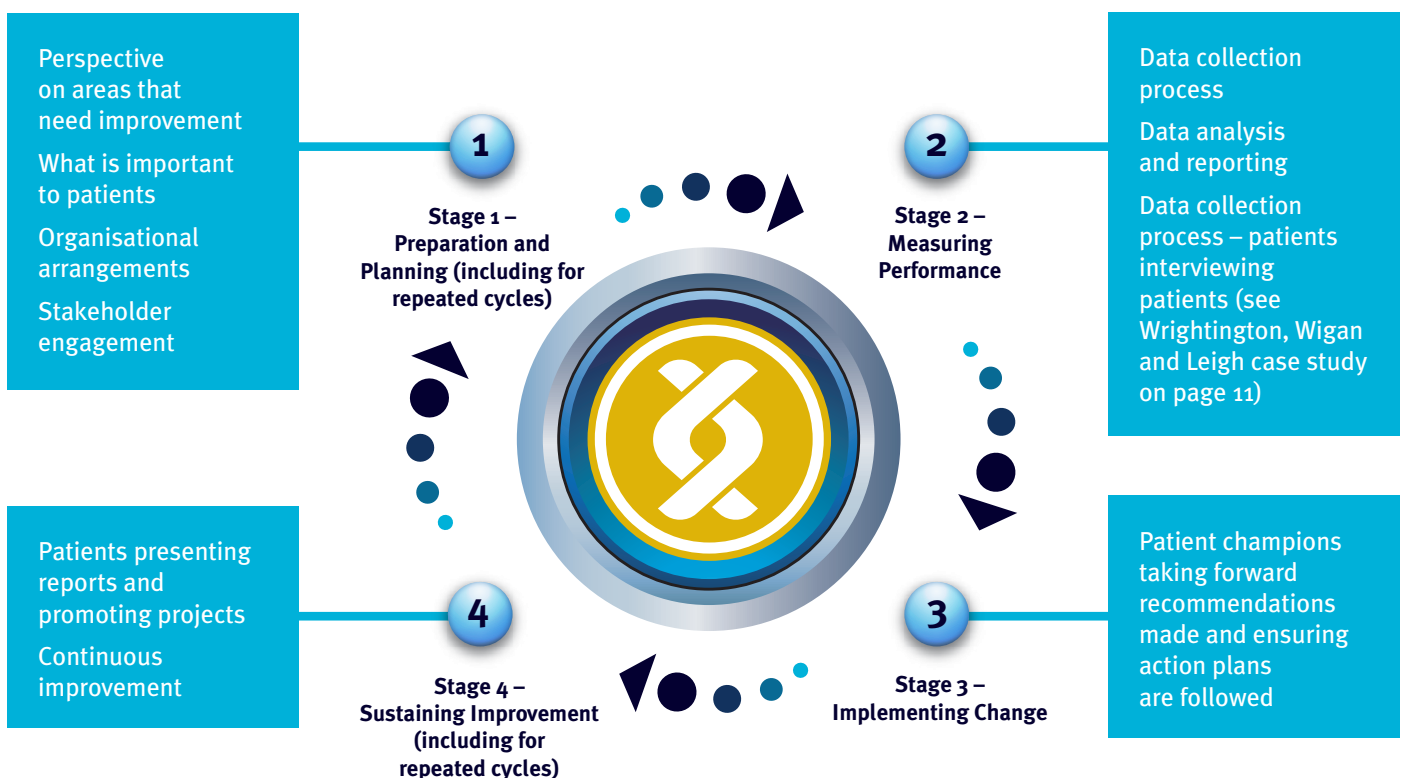 Perspective
on areas that
need improvement
What is important
to patients
Organisational
arrangements
Stakeholder
engagement
1
Stage 1 –
Preparation and
Planning (including for
repeated cycles)
2
Stage 2 –
Measuring
Performance
Data collection
process
Data analysis
and reporting
Data collection
process – patients
interviewing
patients (see
Wrightington, Wigan
and Leigh case study
on page 11)
Patients presenting
reports and
promoting projects
Continuous
improvement
4
Stage 4 –
Sustaining Improvement
(including for
repeated cycles)
3
Stage 3 –
Implementing Change
Patient champions
taking forward
recommendations
made and ensuring
action plans
are followed